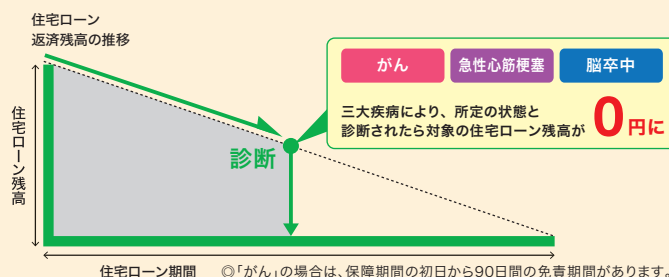 住宅ローン
返済残高の推移
がん
急性心筋梗塞
脳卒中
三大疾病により、所定の状態と
診断されたら対象の住宅ローン残高が
0円に
診断
住宅ローン残高
住宅ローン期間
◎「がん」の場合は、保障期間の初日から90日間の免責期間があります。